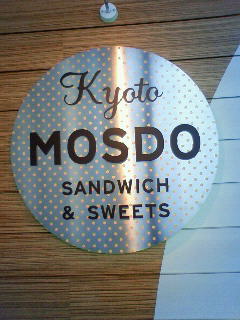 Kyoto
MOSDO
SANDWICH
& SWEETS